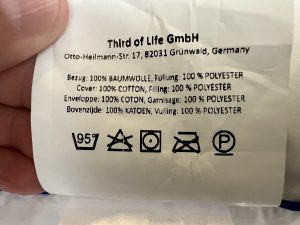 Third of Life GmbH
Otto-Heilmann-Str. 17, 82031 Grünwald, Germany
Bezug: 100% BAUMWOLLE, Füllung: 100 % POLYESTER
Cover: 100% COTTON, Filling: 100 % POLYESTER
Enveloppe: 100% COTON, Garnisage: 100 % POLYESTER
Bovenzijde: 100% KATOEN, Vulling: 100 % POLYESTER
95° P